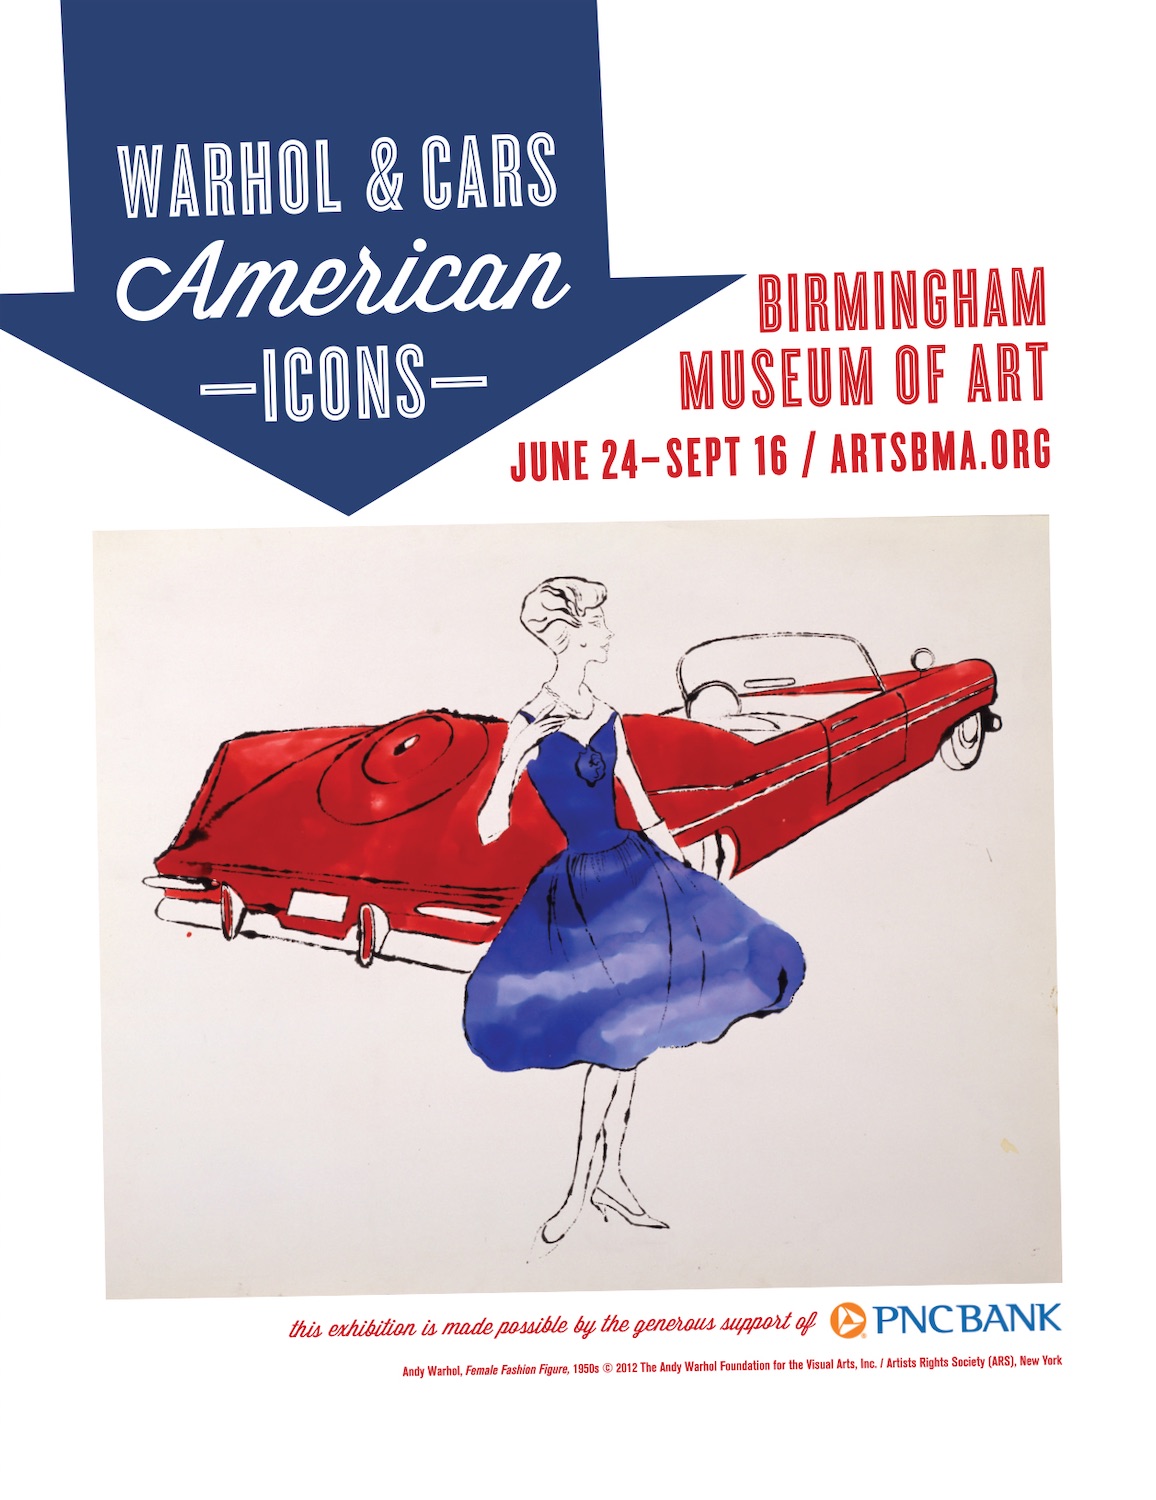 WARHOL & CARS
American
—ICONS—
BIRMINGHAM
MUSEUM OF ART
JUNE 24–SEPT 16 / ARTSBMA.ORG
this exhibition is made possible by the generous support of PNCBANK
Andy Warhol, Female Fashion Figure, 1950s © 2012 The Andy Warhol Foundation for the Visual Arts, Inc. / Artists Rights Society (ARS), New York